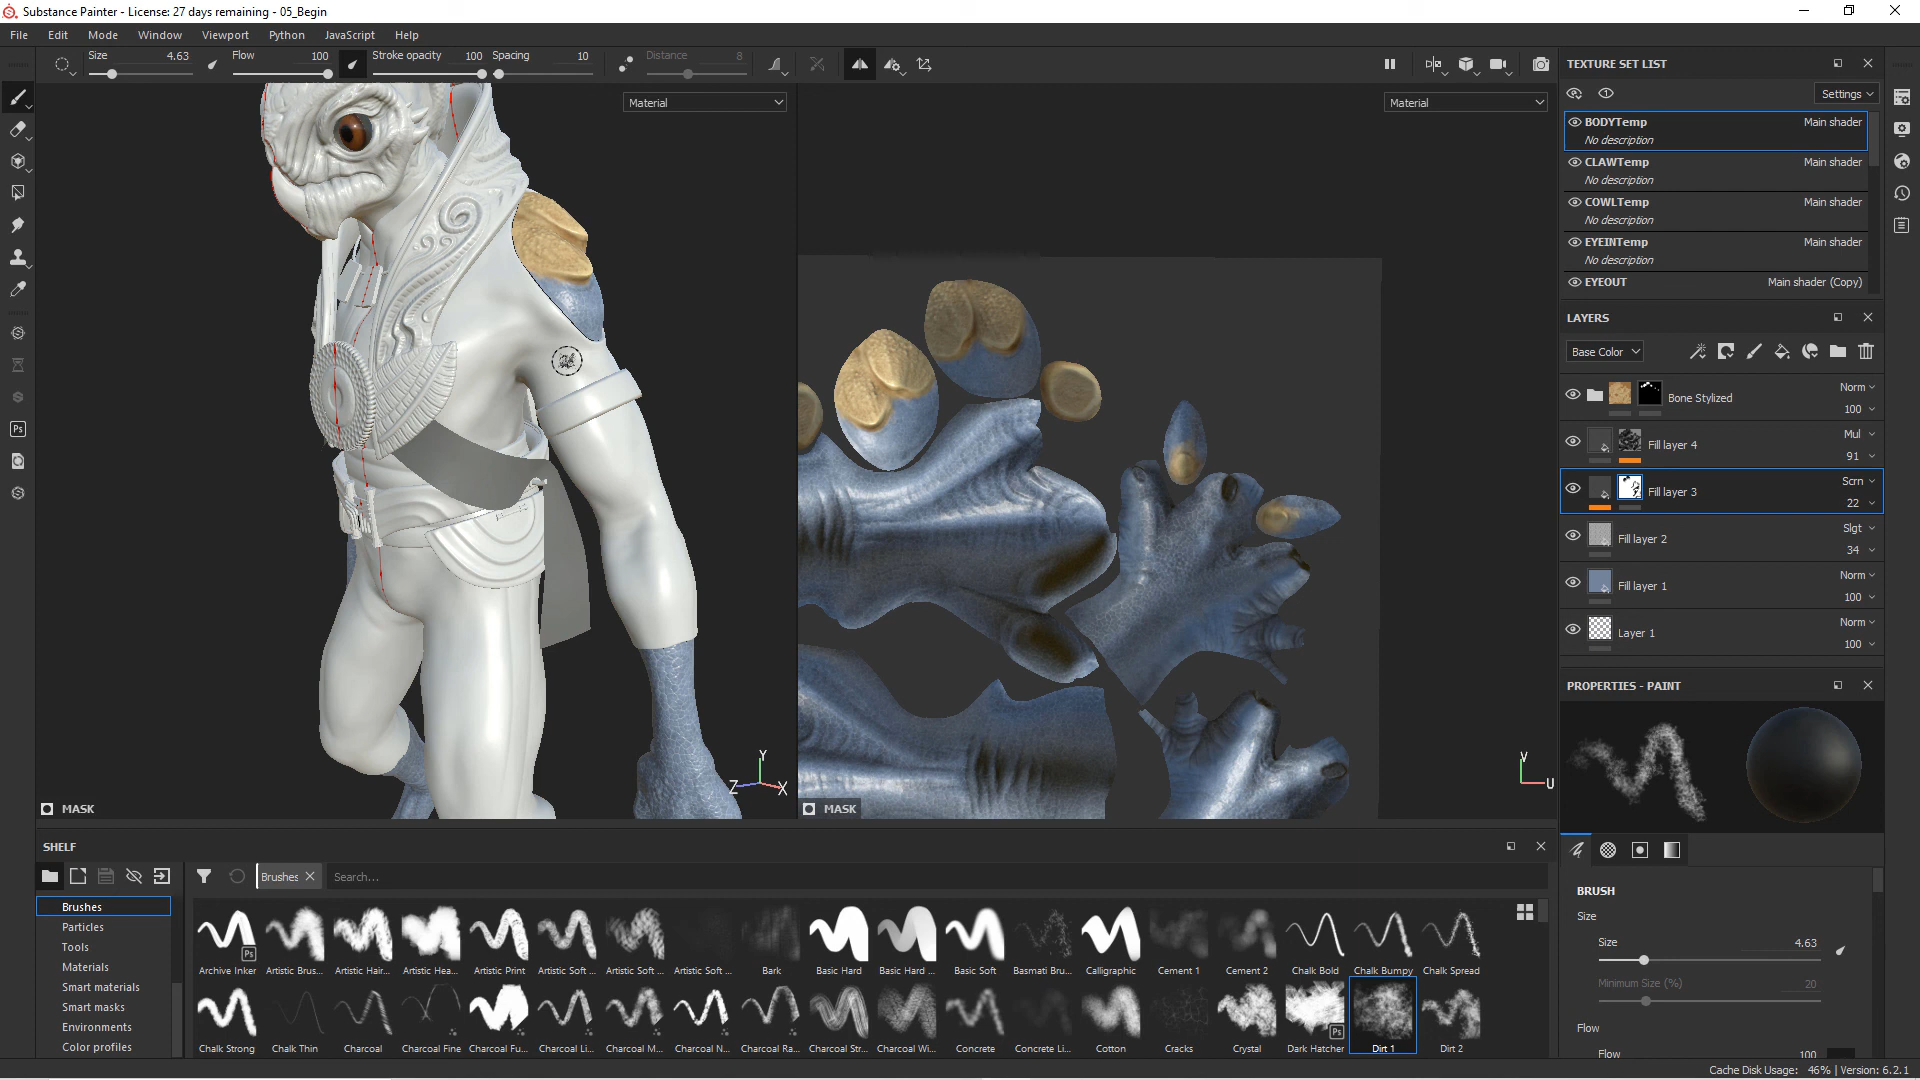 Substance Painter - License: 27 days remaining - 05_Begin
File Edit Mode Window Viewport Python JavaScript Help
Size 4.63 Flow 100 Stroke opacity 100 Spacing 10 Distance 8
Material
Material
TEXTURE SET LIST
Settings
BODYTemp Main shader
No description
CLAWTemp Main shader
No description
COWLTemp Main shader
No description
EYEINTemp Main shader
No description
EYEOUT Main shader (Copy)
LAYERS
Base Color
Bone Stylized Norm 100
Fill layer 4 Mul 91
Fill layer 3 Scrn 22
Fill layer 2 Slgt 34
Fill layer 1 Norm 100
Layer 1 Norm 100
Y
Z X
V
U
MASK
MASK
PROPERTIES - PAINT
BRUSH
Size
Size 4.63
Minimum Size (%) 20
Flow
Flow 100
SHELF
Brushes Search...
Brushes
Particles
Tools
Materials
Smart materials
Smart masks
Environments
Color profiles
Ps
Ps
Archive Inker Artistic Brus... Artistic Hair... Artistic Hea... Artistic Print Artistic Soft ... Artistic Soft ... Artistic Soft ... Bark Basic Hard Basic Hard ... Basic Soft Basmati Bru... Calligraphic Cement 1 Cement 2 Chalk Bold Chalk Bumpy Chalk Spread
Ps
Chalk Strong Chalk Thin Charcoal Charcoal Fine Charcoal Fu... Charcoal Li... Charcoal M... Charcoal N... Charcoal Ra... Charcoal Str... Charcoal Wi... Concrete Concrete Li... Cotton Cracks Crystal Dark Hatcher Dirt 1 Dirt 2
Cache Disk Usage: 46% | Version: 6.2.1